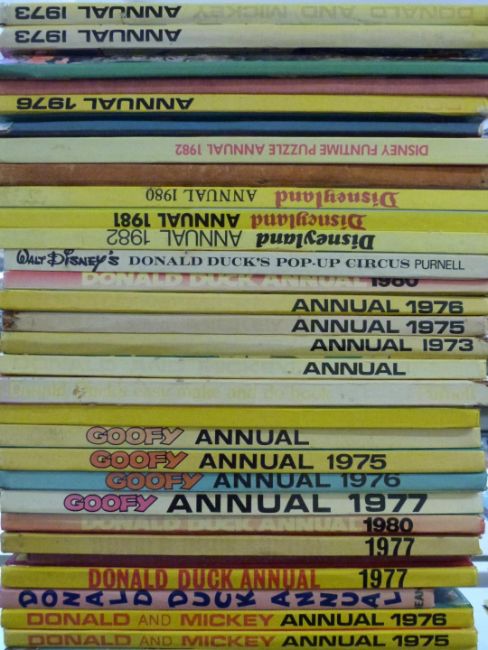 DONALD AND MICKEY ANNUAL 1973
ANNUAL 1973
ANNUAL 1976
DISNEY FUNTIME PUZZLE ANNUAL 1982
Disneyland ANNUAL 1980
Disneyland ANNUAL 1981
Disneyland ANNUAL 1982
WALT DISNEY'S DONALD DUCK'S POP-UP CIRCUS PURNELL
DONALD DUCK ANNUAL 1980
ANNUAL 1976
ANNUAL 1975
ANNUAL 1973
ANNUAL
GOOFY ANNUAL
GOOFY ANNUAL 1975
GOOFY ANNUAL 1976
GOOFY ANNUAL 1977
DONALD DUCK ANNUAL 1980
1977
DONALD DUCK ANNUAL 1977
DONALD DUCK ANNUAL
DONALD AND MICKEY ANNUAL 1976
DONALD AND MICKEY ANNUAL 1975